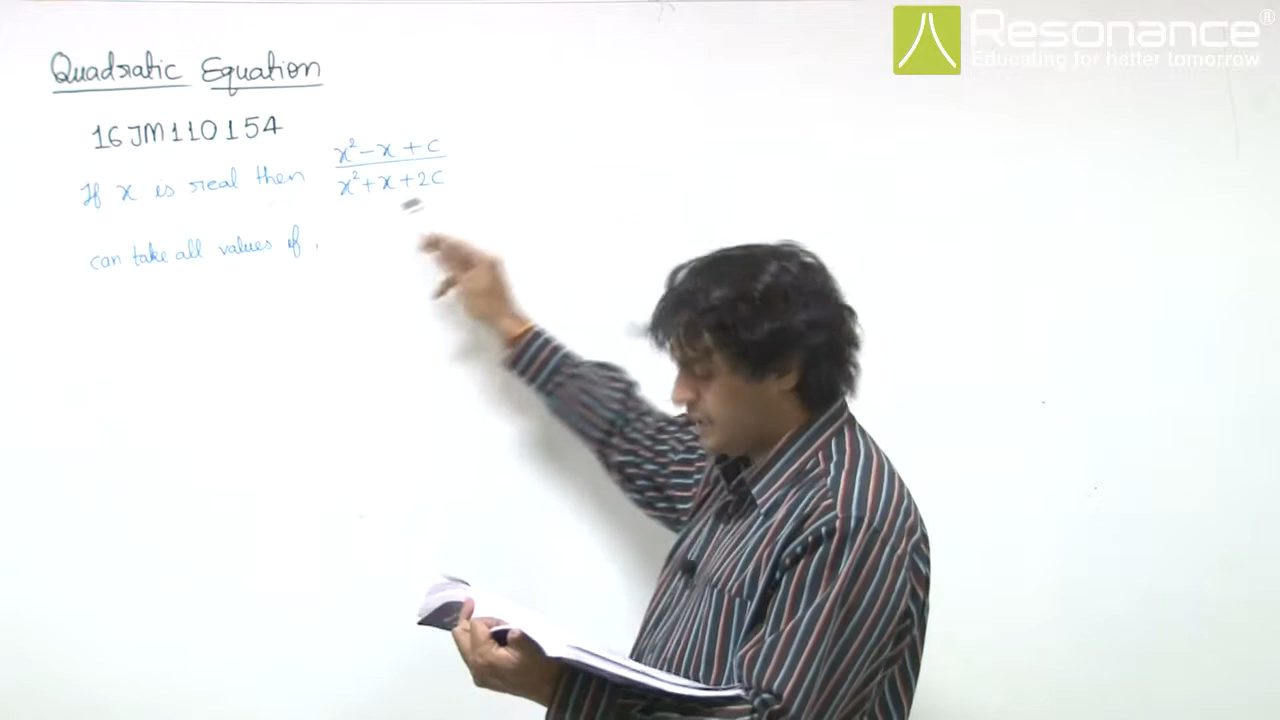 Resonance®
Educating for better tomorrow
Quadratic Equation
16JM110154
If x is real then (x² - x + c)/(x² + x + 2c)
can take all values if